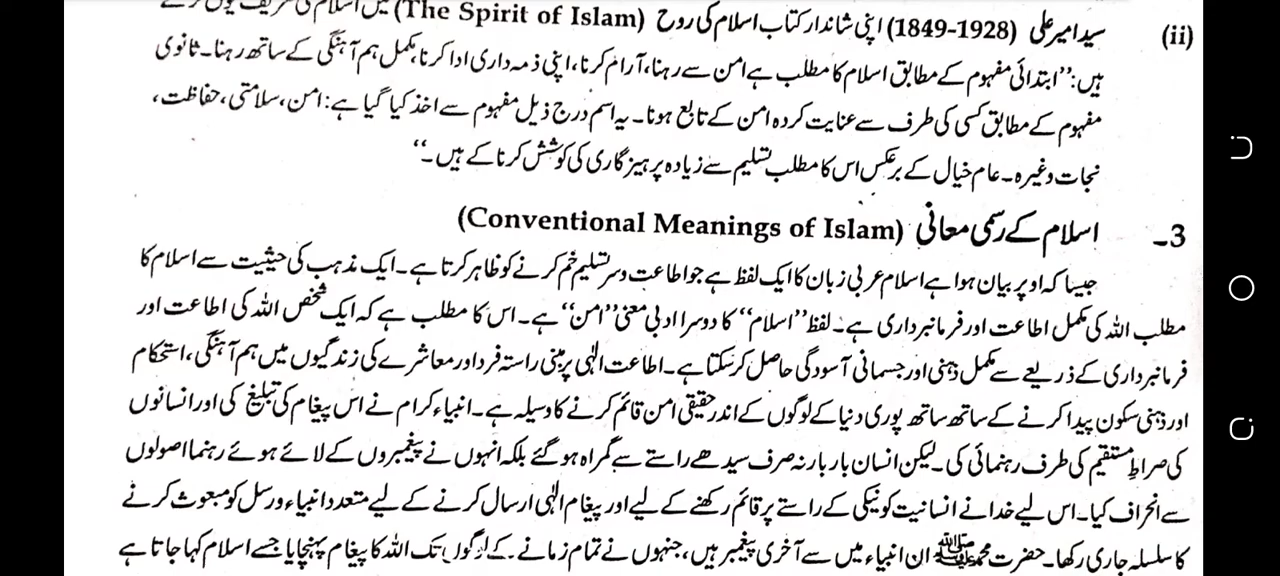 (ii) سید امیر علی (1849-1928) اپنی شاندار کتاب اسلام کی روح (The Spirit of Islam) میں اسلام کی تعریف یوں کرتے
ہیں: ”ابتدائی مفہوم کے مطابق اسلام کا مطلب ہے امن سے رہنا، آرام کرنا، اپنی ذمہ داری ادا کرنا، مکمل ہم آہنگی کے ساتھ رہنا۔ ثانوی
مفہوم کے مطابق کسی کی طرف سے عنایت کردہ امن کے تابع ہونا۔ یہ اسم درج ذیل مفہوم سے اخذ کیا گیا ہے: امن، سلامتی، حفاظت،
نجات وغیرہ۔ عام خیال کے برعکس اس کا مطلب تسلیم سے زیادہ پرہیز گاری کی کوشش کرنا کے ہیں۔“
3۔ اسلام کے رسمی معانی (Conventional Meanings of Islam)
جیسا کہ اوپر بیان ہوا ہے اسلام عربی زبان کا ایک لفظ ہے جو اطاعت و سر تسلیم خم کرنے کو ظاہر کرتا ہے۔ ایک مذہب کی حیثیت سے اسلام کا
مطلب اللہ کی مکمل اطاعت اور فرمانبرداری ہے۔ لفظ ”اسلام“ کا دوسرا ادبی معنی ”امن“ ہے۔ اس کا مطلب ہے کہ ایک شخص اللہ کی اطاعت اور
فرمانبرداری کے ذریعے سے مکمل ذہنی اور جسمانی آسودگی حاصل کر سکتا ہے۔ اطاعت الٰہی پر مبنی راستہ فرد اور معاشرے کی زندگیوں میں ہم آہنگی، استحکام
اور ذہنی سکون پیدا کرنے کے ساتھ ساتھ پوری دنیا کے لوگوں کے اندر حقیقی امن قائم کرنے کا وسیلہ ہے۔ انبیاء کرام نے اس پیغام کی تبلیغ کی اور انسانوں
کی صراطِ مستقیم کی طرف رہنمائی کی۔ لیکن انسان بار بار نہ صرف سیدھے راستے سے گمراہ ہو گئے بلکہ انہوں نے پیغمبروں کے لائے ہوئے رہنما اصولوں
سے انحراف کیا۔ اس لیے خدا نے انسانیت کو نیکی کے راستے پر قائم رکھنے کے لیے اور پیغام الٰہی ارسال کرنے کے لیے متعدد انبیاء و رسل کو مبعوث کرنے
کا سلسلہ جاری رکھا۔ حضرت محمد ﷺ ان انبیاء میں سے آخری پیغمبر ہیں، جنہوں نے تمام زمانے کے لوگوں تک اللہ کا پیغام پہنچایا جسے اسلام کہا جاتا ہے